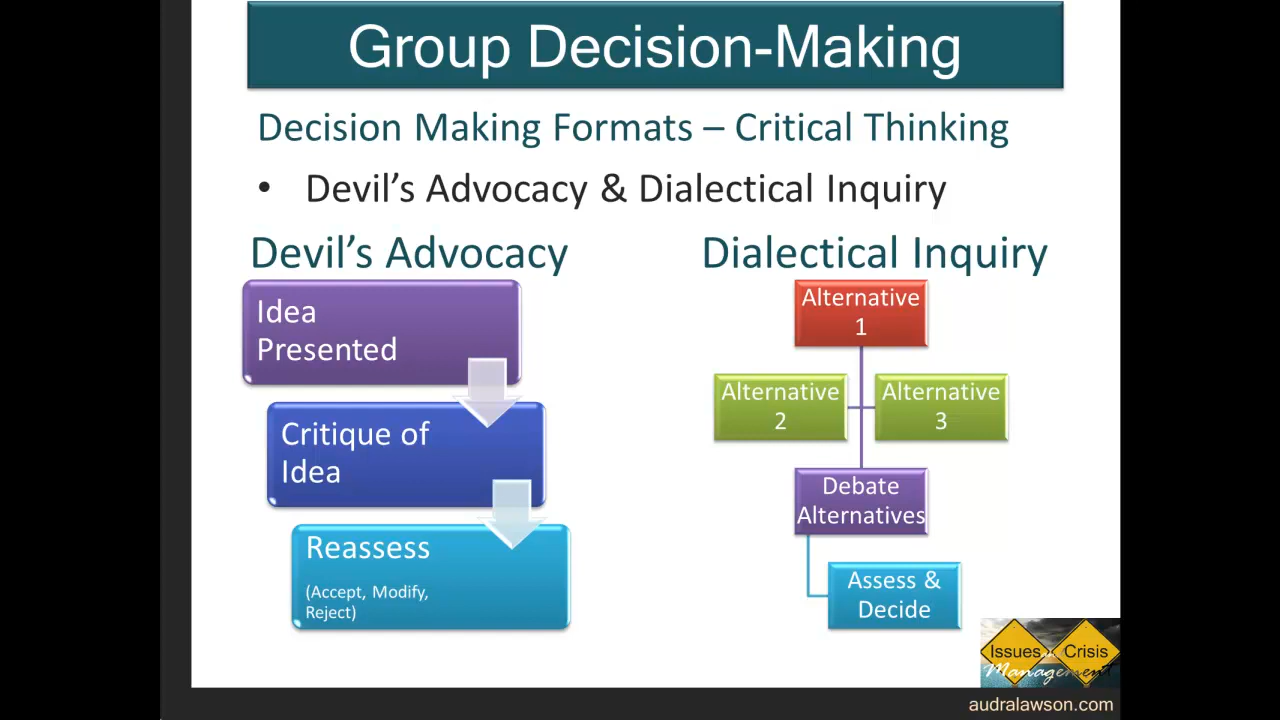 Group Decision-Making
Decision Making Formats – Critical Thinking
• Devil’s Advocacy & Dialectical Inquiry
Devil’s Advocacy
Idea
Presented
Critique of
Idea
Reassess
(Accept, Modify,
Reject)
Dialectical Inquiry
Alternative
1
Alternative
2
Alternative
3
Debate
Alternatives
Assess &
Decide
Issues in Crisis
Management
audralawson.com